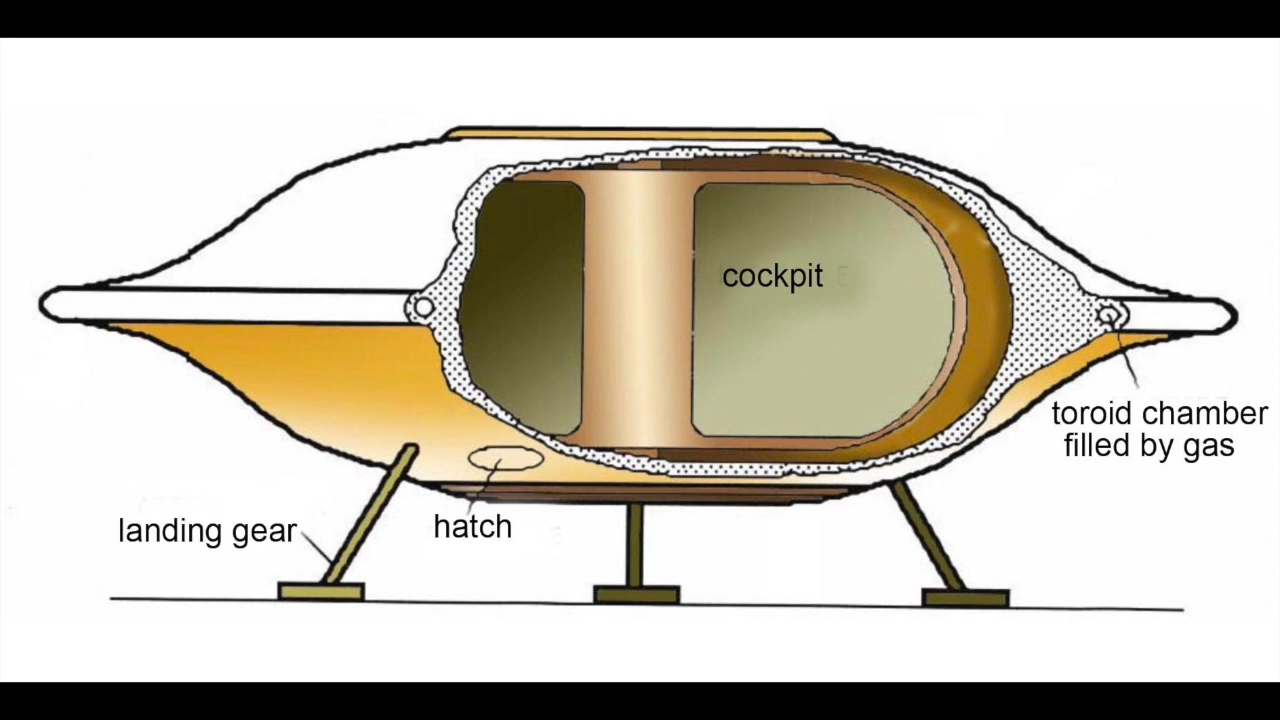 cockpit
toroid chamber
filled by gas
landing gear
hatch